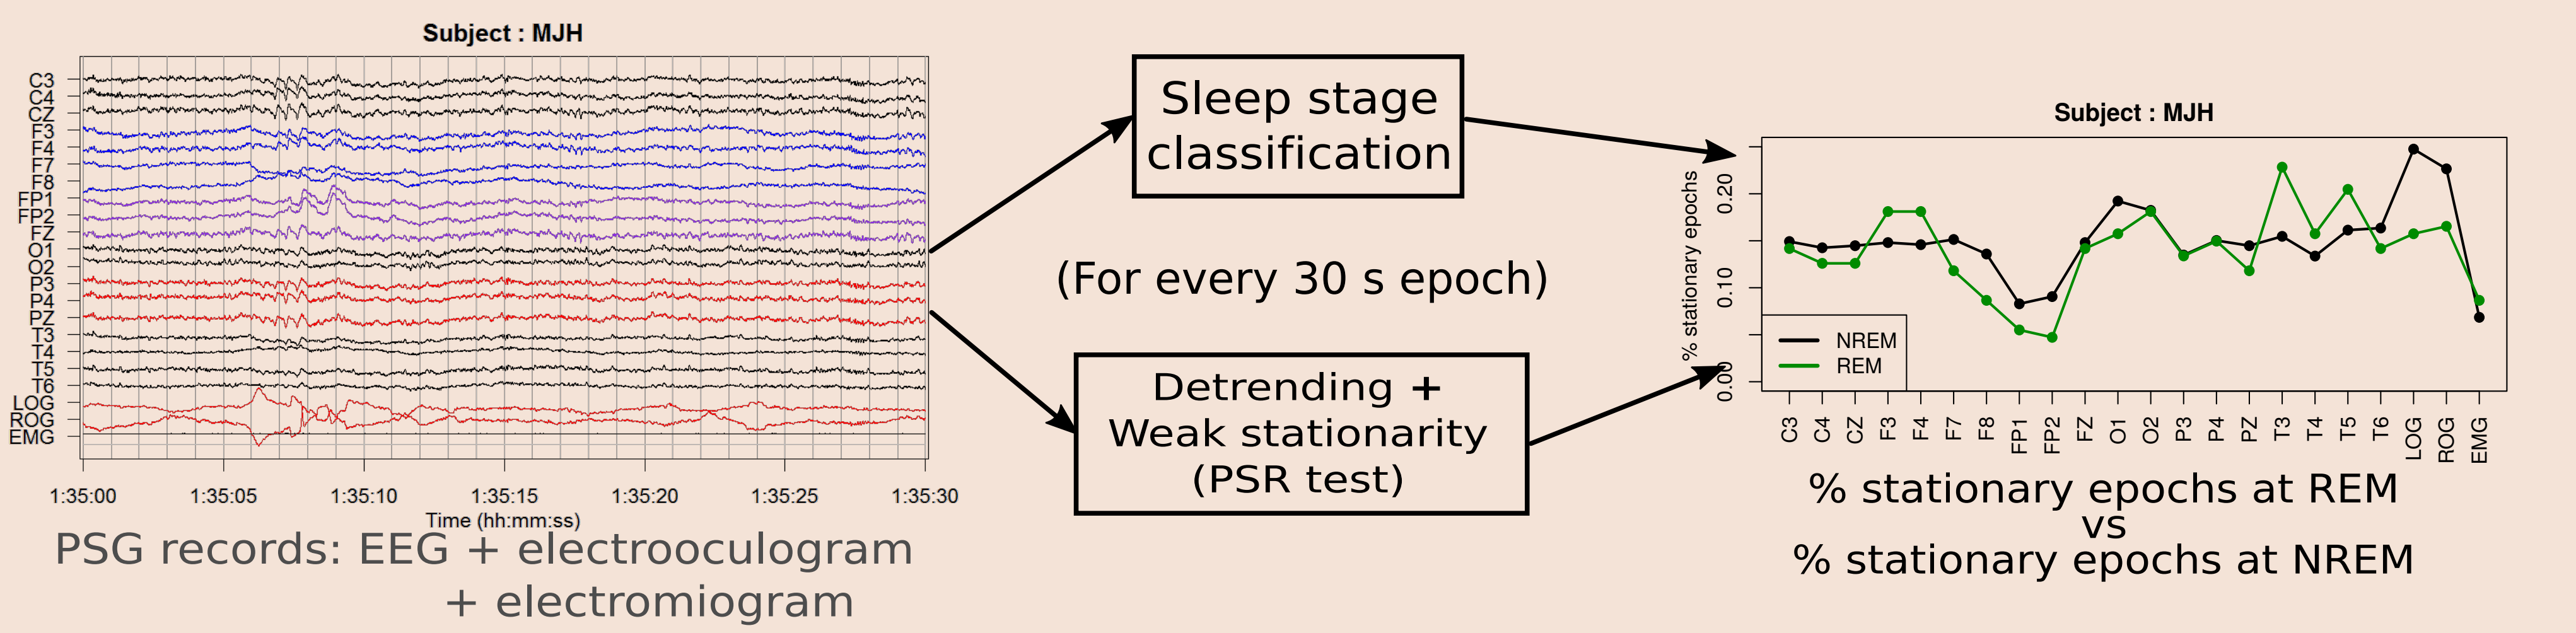 Subject : MJH
C3
C4
CZ
F3
F4
F7
F8
FP1
FP2
FZ
O1
O2
P3
P4
PZ
T3
T4
T5
T6
LOG
ROG
EMG
1:35:00 1:35:05 1:35:10 1:35:15 1:35:20 1:35:25 1:35:30
Time (hh:mm:ss)
PSG records: EEG + electrooculogram
+ electromiogram
Sleep stage
classification
(For every 30 s epoch)
Detrending +
Weak stationarity
(PSR test)
Subject : MJH
% stationary epochs
0.20
0.10
0.00
NREM
REM
C3 C4 CZ F3 F4 F7 F8 FP1 FP2 FZ O1 O2 P3 P4 PZ T3 T4 T5 T6 LOG ROG EMG
% stationary epochs at REM
vs
% stationary epochs at NREM